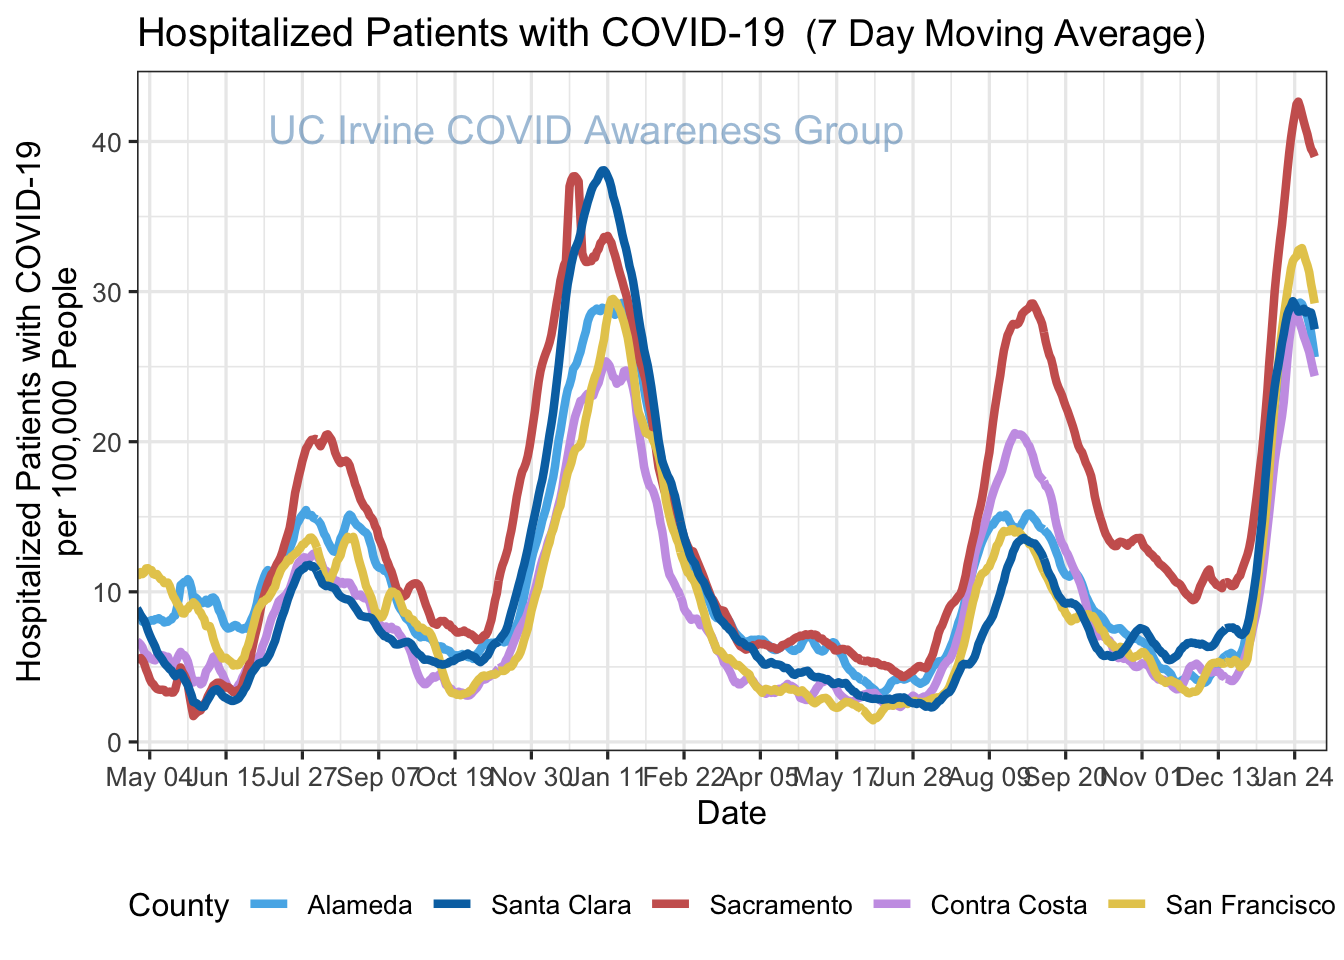 Hospitalized Patients with COVID-19 (7 Day Moving Average)
UC Irvine COVID Awareness Group
Hospitalized Patients with COVID-19
per 100,000 People
40
30
20
10
0
May 04 Jun 15 Jul 27 Sep 07 Oct 19 Nov 30 Jan 11 Feb 22 Apr 05 May 17 Jun 28 Aug 09 Sep 20 Nov 01 Dec 13 Jan 24
Date
County Alameda Santa Clara Sacramento Contra Costa San Francisco